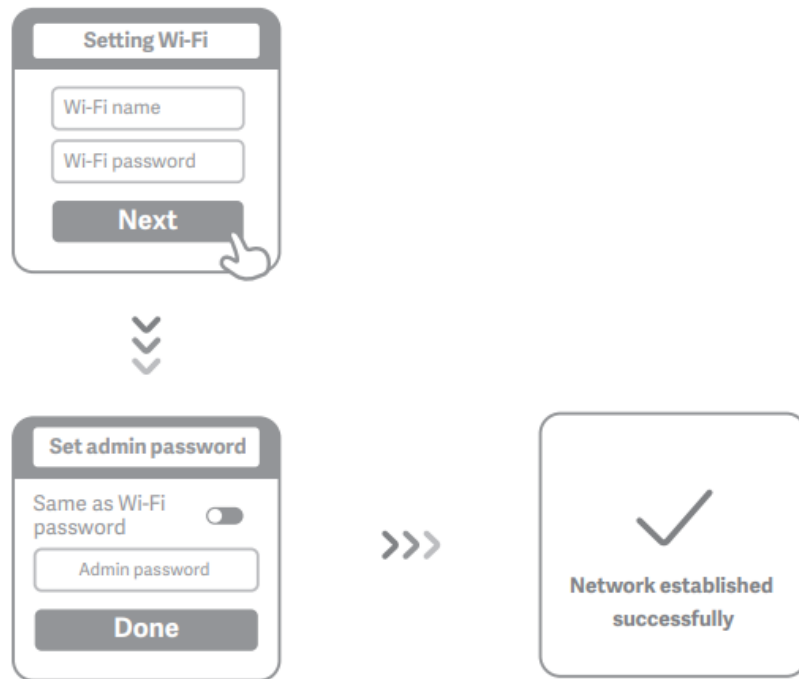 Setting Wi-Fi
Wi-Fi name
Wi-Fi password
Next
Set admin password
Same as Wi-Fi
password
Admin password
Done
Network established
successfully